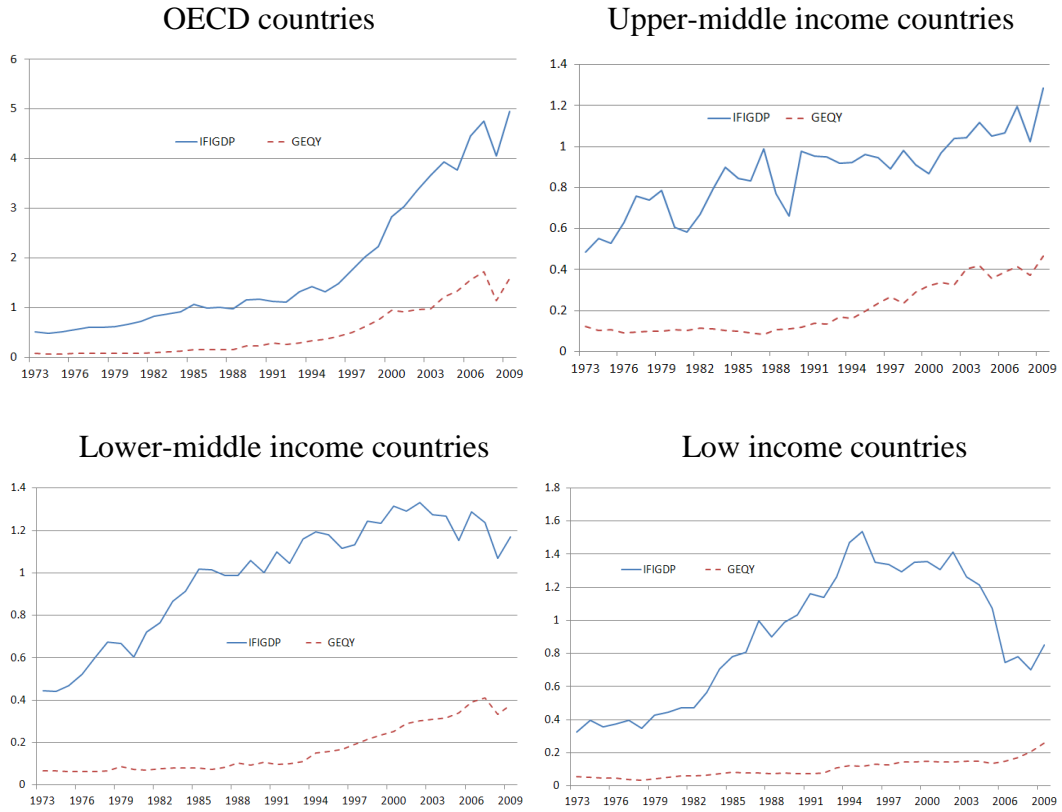 OECD countries
6
5
4
3
2
1
0
IFIGDP GEQY
1973 1976 1979 1982 1985 1988 1991 1994 1997 2000 2003 2006 2009
Upper-middle income countries
1.4
1.2
1
0.8
0.6
0.4
0.2
0
IFIGDP GEQY
1973 1976 1979 1982 1985 1988 1991 1994 1997 2000 2003 2006 2009
Lower-middle income countries
1.4
1.2
1
0.8
0.6
0.4
0.2
0
IFIGDP GEQY
1973 1976 1979 1982 1985 1988 1991 1994 1997 2000 2003 2006 2009
Low income countries
1.8
1.6
1.4
1.2
1
0.8
0.6
0.4
0.2
0
IFIGDP GEQY
1973 1976 1979 1982 1985 1988 1991 1994 1997 2000 2003 2006 2009